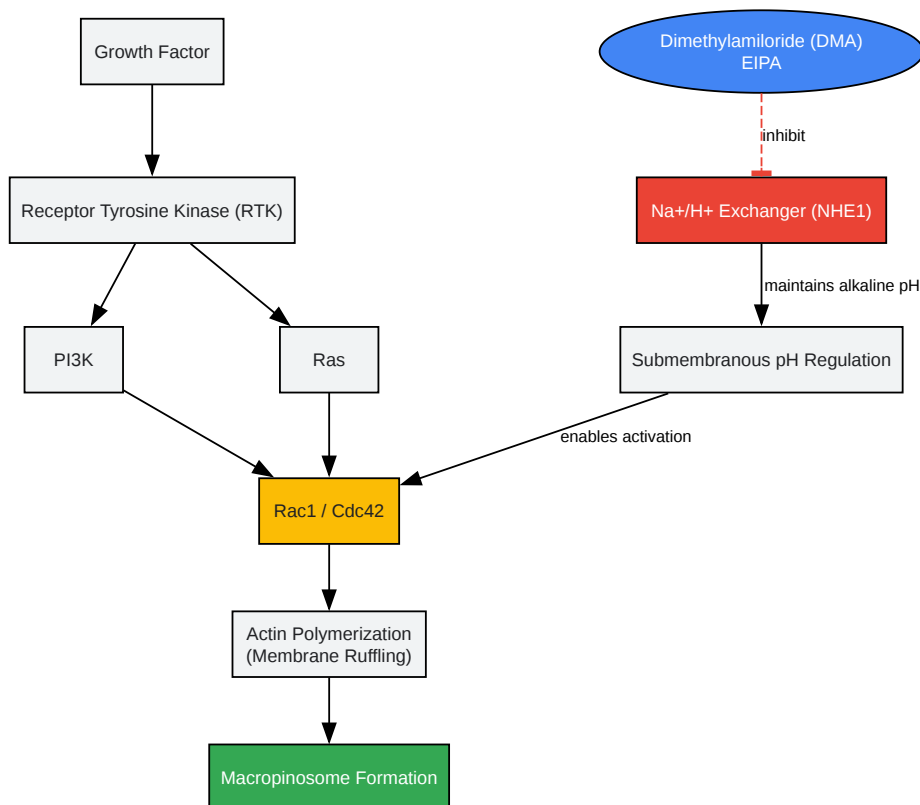 Growth Factor
Dimethylamiloride (DMA)
EIPA
inhibit
Receptor Tyrosine Kinase (RTK)
Na+/H+ Exchanger (NHE1)
maintains alkaline pH
PI3K
Ras
Submembranous pH Regulation
enables activation
Rac1 / Cdc42
Actin Polymerization
(Membrane Ruffling)
Macropinosome Formation